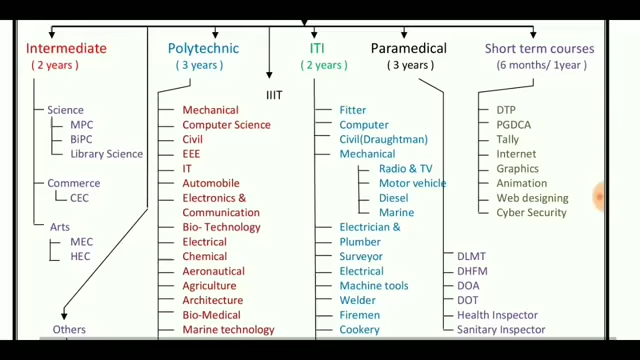 Intermediate
( 2 years )
Science
MPC
BiPC
Library Science
Commerce
CEC
Arts
MEC
HEC
Others
Polytechnic
( 3 years )
Mechanical
Computer Science
Civil
EEE
IT
Automobile
Electronics &
Communication
Bio- Technology
Electrical
Chemical
Aeronautical
Agriculture
Architecture
Bio-Medical
Marine technology
IIIT
ITI
( 2 years )
Fitter
Computer
Civil(Draughtman)
Mechanical
Radio & TV
Motor vehicle
Diesel
Marine
Electrician &
Plumber
Surveyor
Electrical
Machine tools
Welder
Firemen
Cookery
Paramedical
( 3 years )
DLMT
DHFM
DOA
DOT
Health Inspector
Sanitary Inspector
Short term courses
(6 months/ 1year)
DTP
PGDCA
Tally
Internet
Graphics
Animation
Web designing
Cyber Security